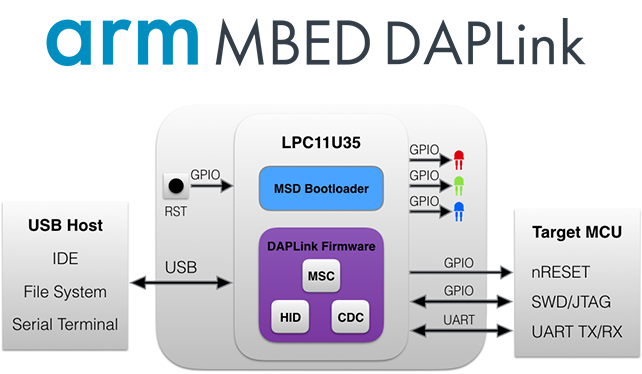 arm MBED DAPLink
LPC11U35
MSD Bootloader
GPIO
RST
GPIO
GPIO
GPIO
USB Host
IDE
File System
Serial Terminal
USB
DAPLink Firmware
MSC
HID
CDC
GPIO
GPIO
UART
Target MCU
nRESET
SWD/JTAG
UART TX/RX